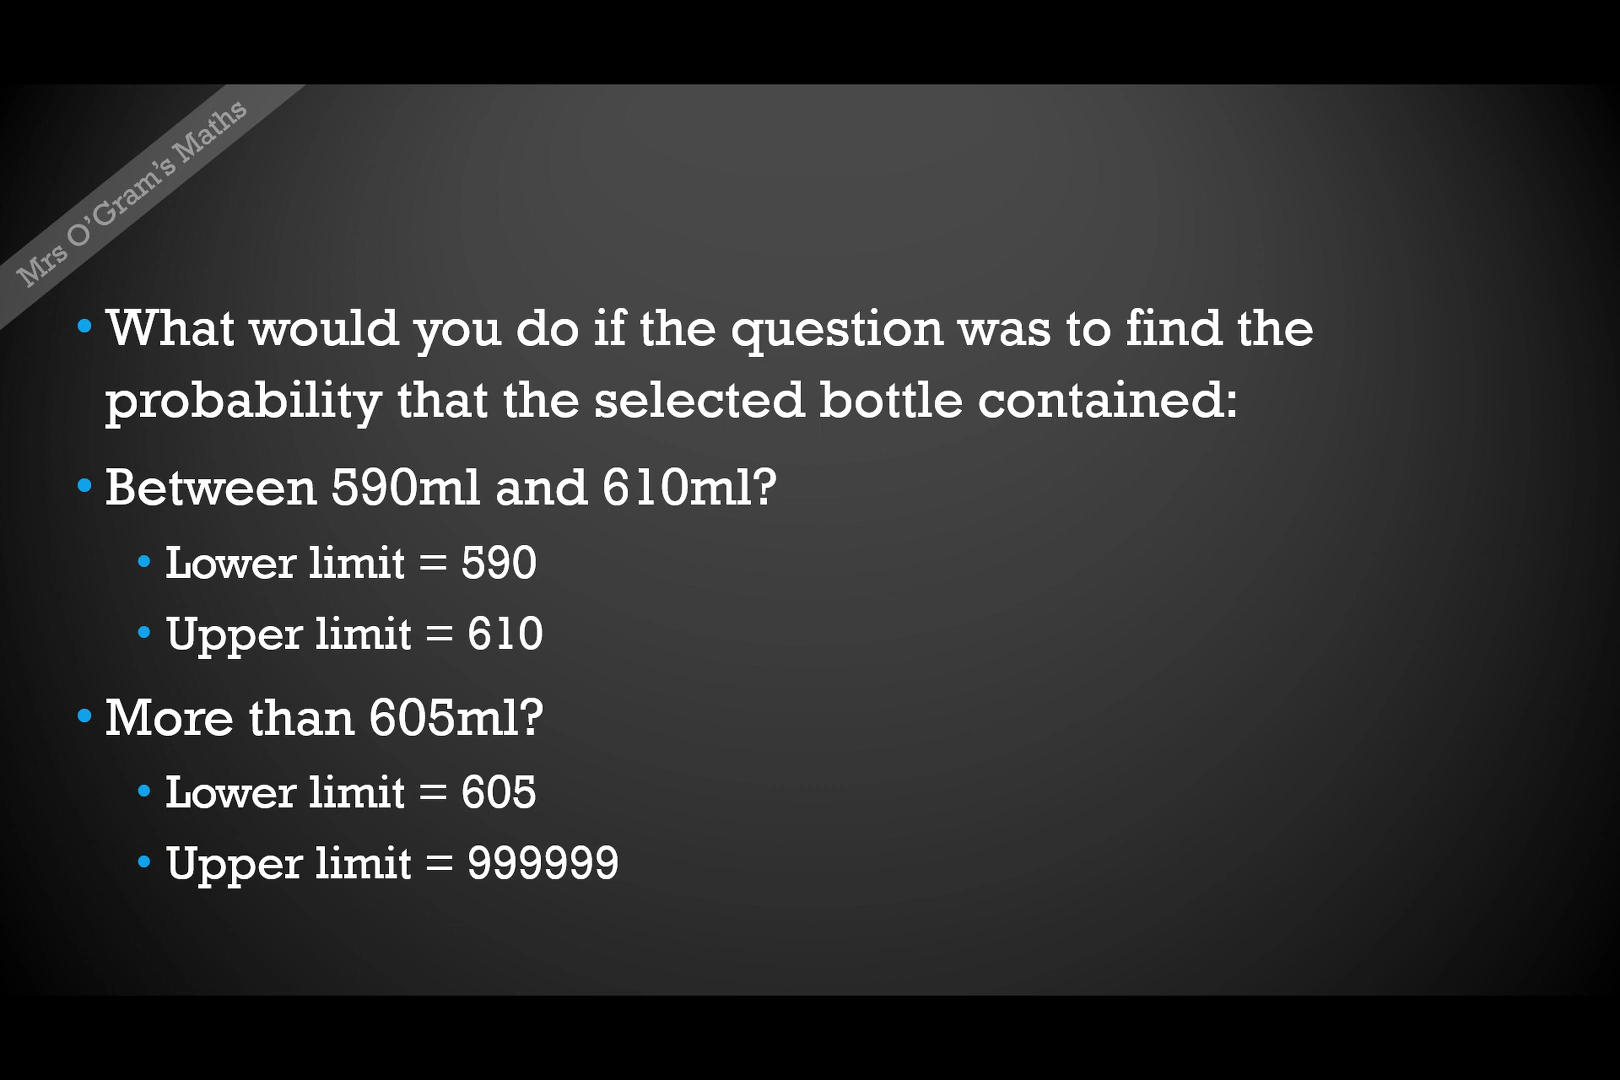 Mrs O'Gram's Maths
• What would you do if the question was to find the
probability that the selected bottle contained:
• Between 590ml and 610ml?
• Lower limit = 590
• Upper limit = 610
• More than 605ml?
• Lower limit = 605
• Upper limit = 999999